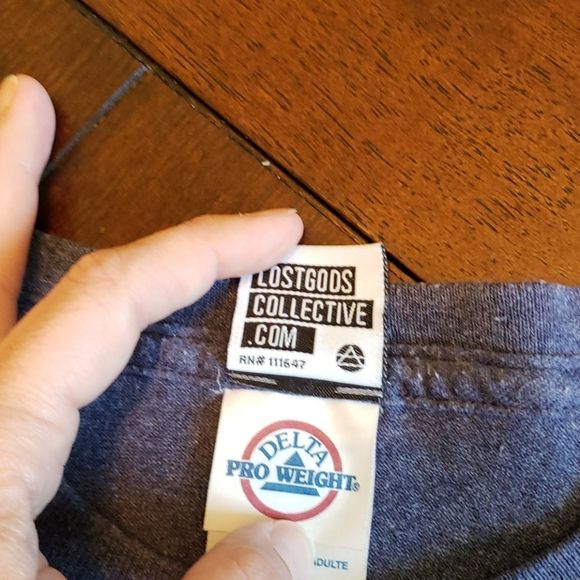 LOSTGODS
COLLECTIVE
.COM
RN# 111647
DELTA
PRO WEIGHT®
ADULTE